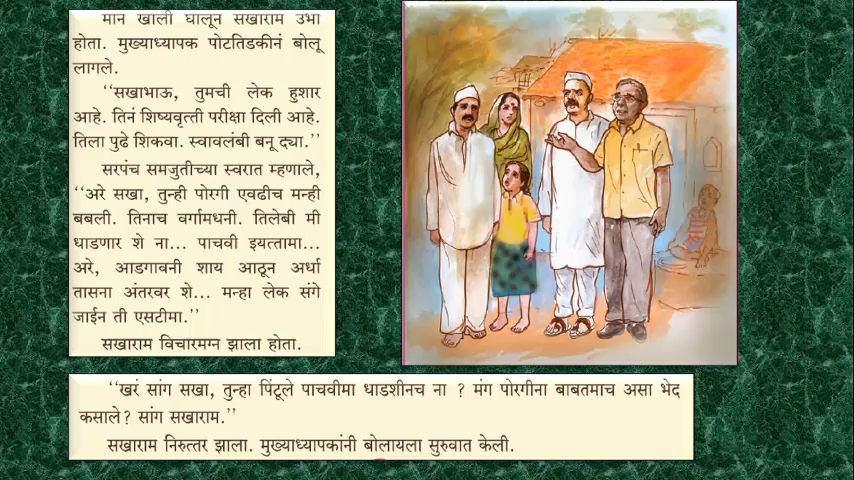 मान खाली घालून सखाराम उभा
होता. मुख्याध्यापक पोटतिडकीनं बोलू
लागले.
‘‘सखाभाऊ, तुमची लेक हुशार
आहे. तिनं शिष्यवृत्ती परीक्षा दिली आहे.
तिला पुढे शिकवा. स्वावलंबी बनू द्या.’’
सरपंच समजुतीच्या स्वरात म्हणाले,
‘‘अरे सखा, तुन्ही पोरगी एवढीच मन्ही
बबली. तिनाच वर्गामधनी. तिलेबी मी
धाडणार शे ना... पाचवी इयत्तामा...
अरे, आडगावनी शाय आठून अर्धा
तासना अंतरवर शे... मन्हा लेक संगे
जाईन ती एसटीमा.’’
सखाराम विचारमग्न झाला होता.
‘‘खरं सांग सखा, तुन्हा पिंटूले पाचवीमा धाडशीनच ना ? मंग पोरगीना बाबतमाच असा भेद
कसाले? सांग सखाराम.’’
सखाराम निरुत्तर झाला. मुख्याध्यापकांनी बोलायला सुरुवात केली.